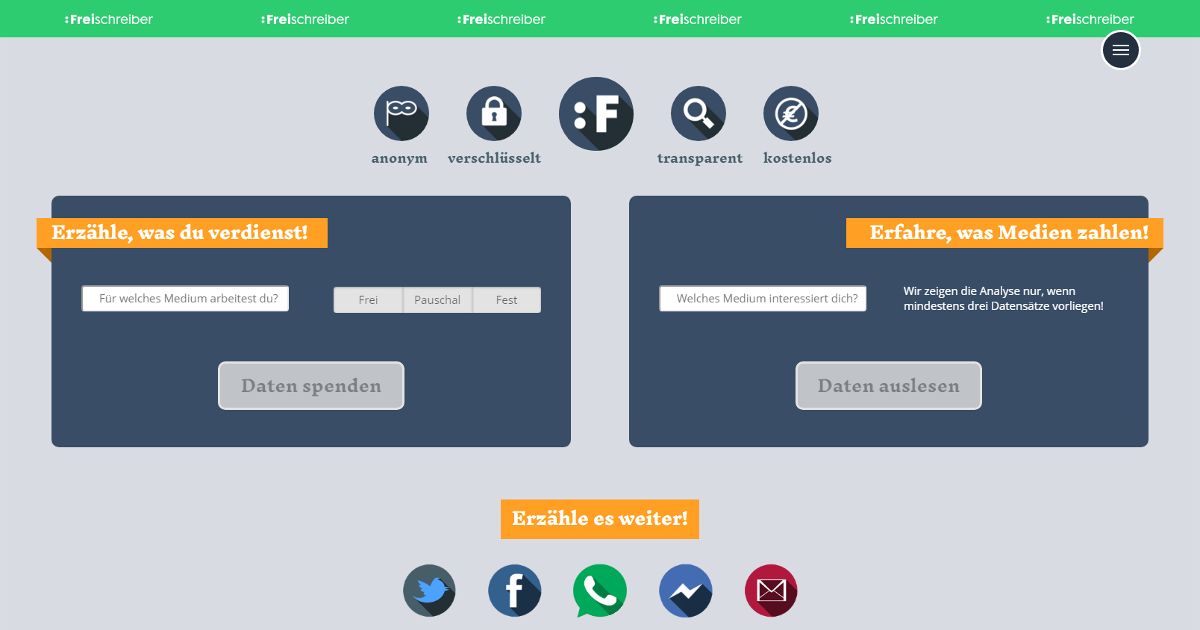 :Freischreiber :Freischreiber :Freischreiber :Freischreiber :Freischreiber :Freischreiber
:F
anonym verschlüsselt transparent kostenlos
Erzähle, was du verdienst!
Für welches Medium arbeitest du? Frei Pauschal Fest
Daten spenden
Erfahre, was Medien zahlen!
Welches Medium interessiert dich?
Wir zeigen die Analyse nur, wenn
mindestens drei Datensätze vorliegen!
Daten auslesen
Erzähle es weiter!